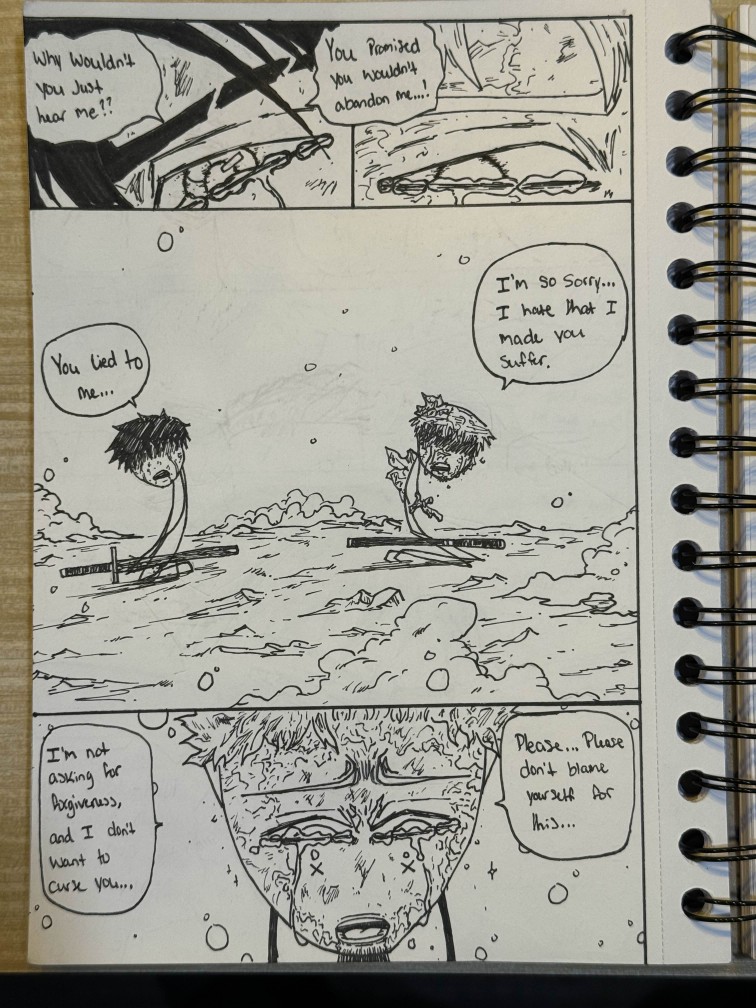 Why Wouldn't
you Just
hear me??
You Promised
you wouldn't
abandon me...!
You lied to
me...
I'm so Sorry...
I hate that I
made you
suffer.
I'm not
asking for
forgiveness,
and I don't
want to
curse you...
Please... Please
don't blame
yourself for
this...